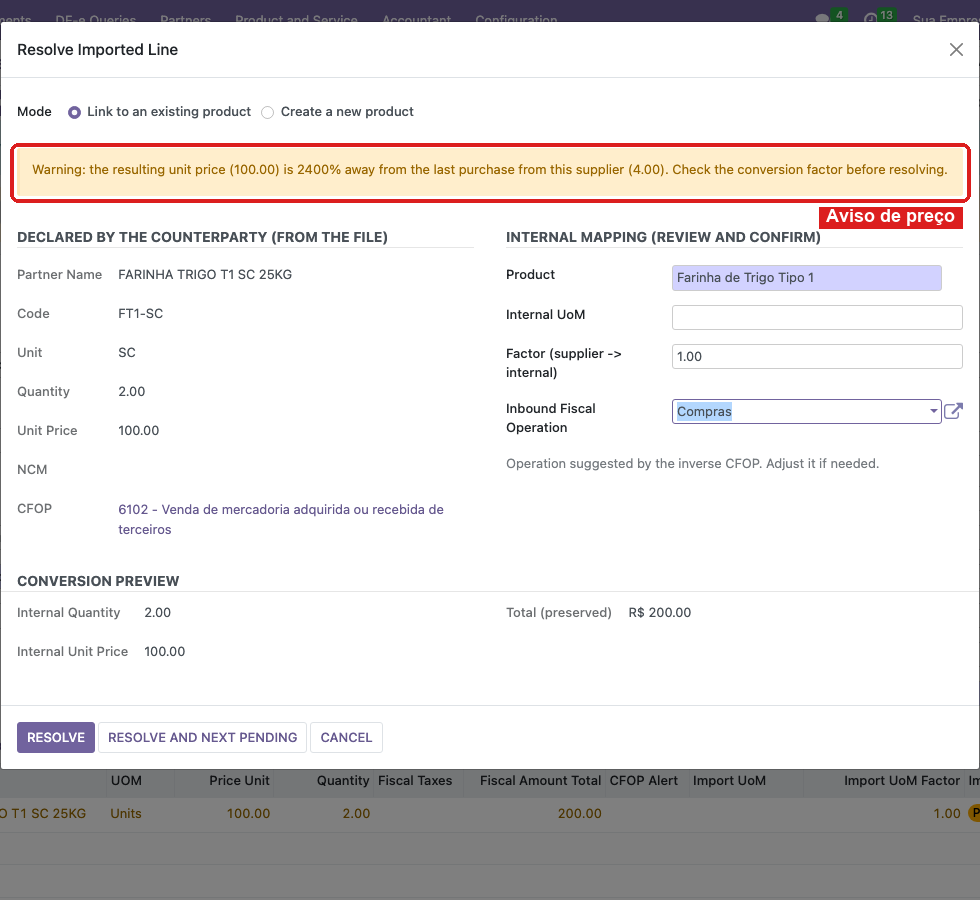 DF-e Queries Partners Product and Service Accountant Configuration 4 13 Sua
Resolve Imported Line
Mode Link to an existing product Create a new product
Warning: the resulting unit price (100.00) is 2400% away from the last purchase from this supplier (4.00). Check the conversion factor before resolving.
Aviso de preço
DECLARED BY THE COUNTERPARTY (FROM THE FILE)
Partner Name FARINHA TRIGO T1 SC 25KG
Code FT1-SC
Unit SC
Quantity 2.00
Unit Price 100.00
NCM
CFOP 6102 - Venda de mercadoria adquirida ou recebida de
terceiros
INTERNAL MAPPING (REVIEW AND CONFIRM)
Product Farinha de Trigo Tipo 1
Internal UoM
Factor (supplier -> 
internal) 1.00
Inbound Fiscal
Operation Compras
Operation suggested by the inverse CFOP. Adjust it if needed.
CONVERSION PREVIEW
Internal Quantity 2.00 Total (preserved) R$ 200.00
Internal Unit Price 100.00
RESOLVE RESOLVE AND NEXT PENDING CANCEL
UOM Price Unit Quantity Fiscal Taxes Fiscal Amount Total CFOP Alert Import UoM Import UoM Factor
O T1 SC 25KG Units 100.00 2.00 200.00 1.00